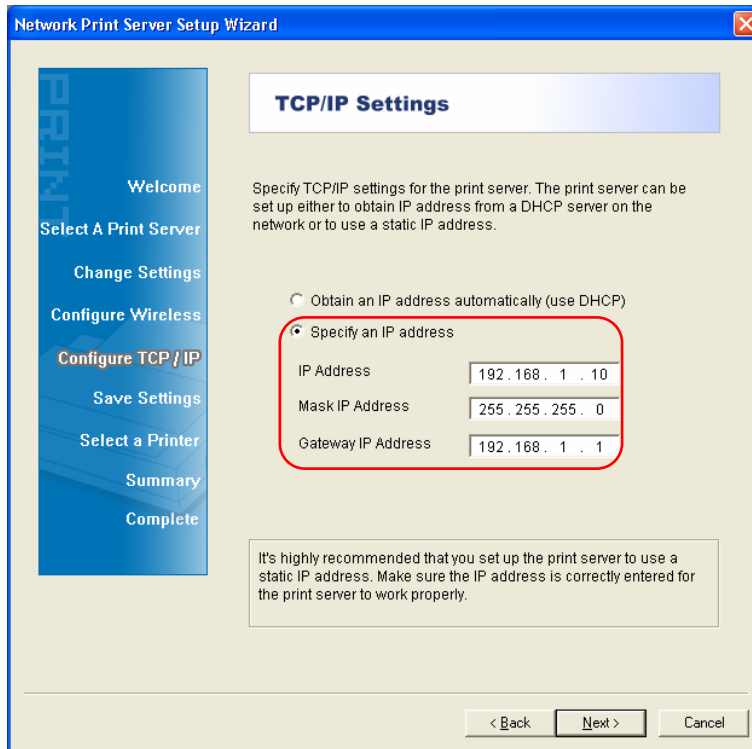 Network Print Server Setup Wizard
PRINT
Welcome
Select A Print Server
Change Settings
Configure Wireless
Configure TCP / IP
Save Settings
Select a Printer
Summary
Complete
TCP/IP Settings
Specify TCP/IP settings for the print server. The print server can be
set up either to obtain IP address from a DHCP server on the
network or to use a static IP address.
Obtain an IP address automatically (use DHCP)
Specify an IP address
IP Address 192 . 168 . 1 . 10
Mask IP Address 255 . 255 . 255 . 0
Gateway IP Address 192 . 168 . 1 . 1
It's highly recommended that you set up the print server to use a
static IP address. Make sure the IP address is correctly entered for
the print server to work properly.
< Back Next > Cancel